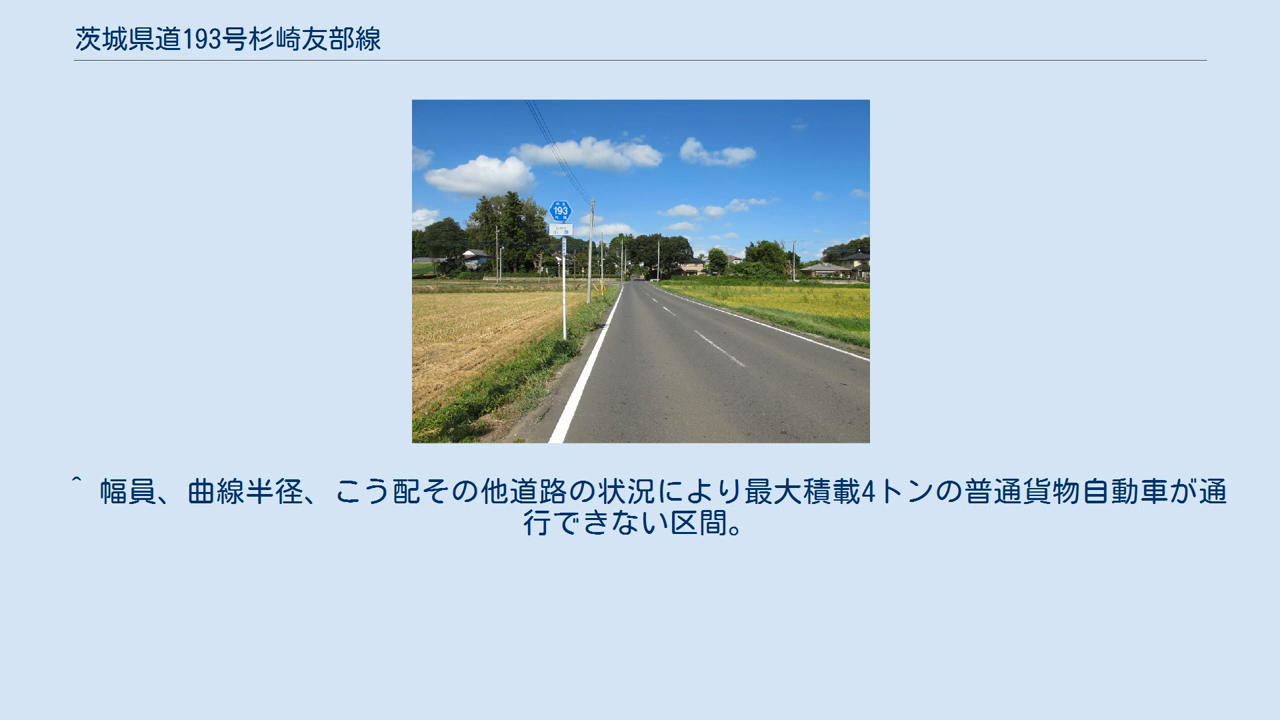 茨城県道193号杉崎友部線
193
^ 幅員、曲線半径、こう配その他道路の状況により最大積載4トンの普通貨物自動車が通
行できない区間。